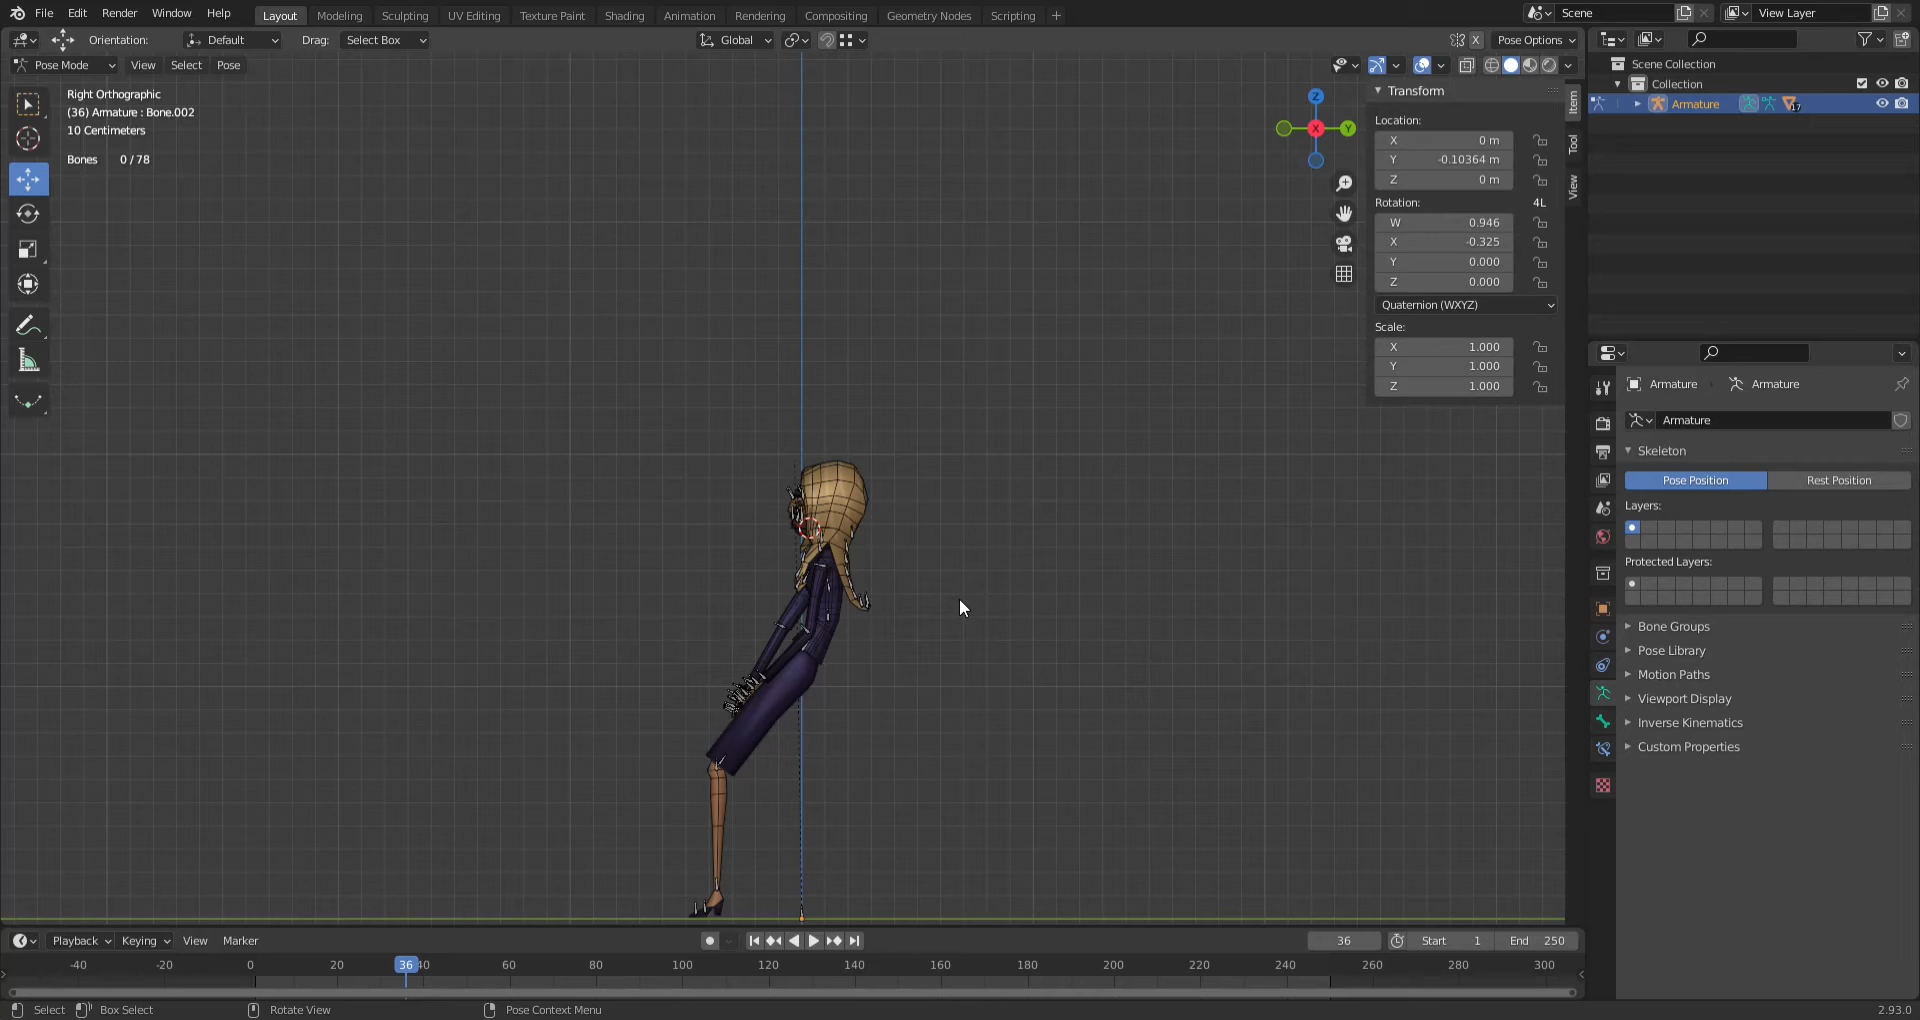 File Edit Render Window Help Layout Modeling Sculpting UV Editing Texture Paint Shading Animation Rendering Compositing Geometry Nodes Scripting + Scene View Layer
Orientation: Default Drag: Select Box Global X Pose Options
Pose Mode View Select Pose
Right Orthographic
(36) Armature : Bone.002
10 Centimeters
Bones 0 / 78
Z
X
Y
Transform
Location:
X 0 m
Y -0.10364 m
Z 0 m
Rotation: 4L
W 0.946
X -0.325
Y 0.000
Z 0.000
Quaternion (WXYZ)
Scale:
X 1.000
Y 1.000
Z 1.000
Item
Tool
View
Scene Collection
Collection
Armature 17
Armature Armature
Armature
Skeleton
Pose Position Rest Position
Layers:
Protected Layers:
Bone Groups
Pose Library
Motion Paths
Viewport Display
Inverse Kinematics
Custom Properties
Playback Keying View Marker 36 Start 1 End 250
-40 -20 0 20 36 40 60 80 100 120 140 160 180 200 220 240 260 280 300
Select Box Select Rotate View Pose Context Menu 2.93.0